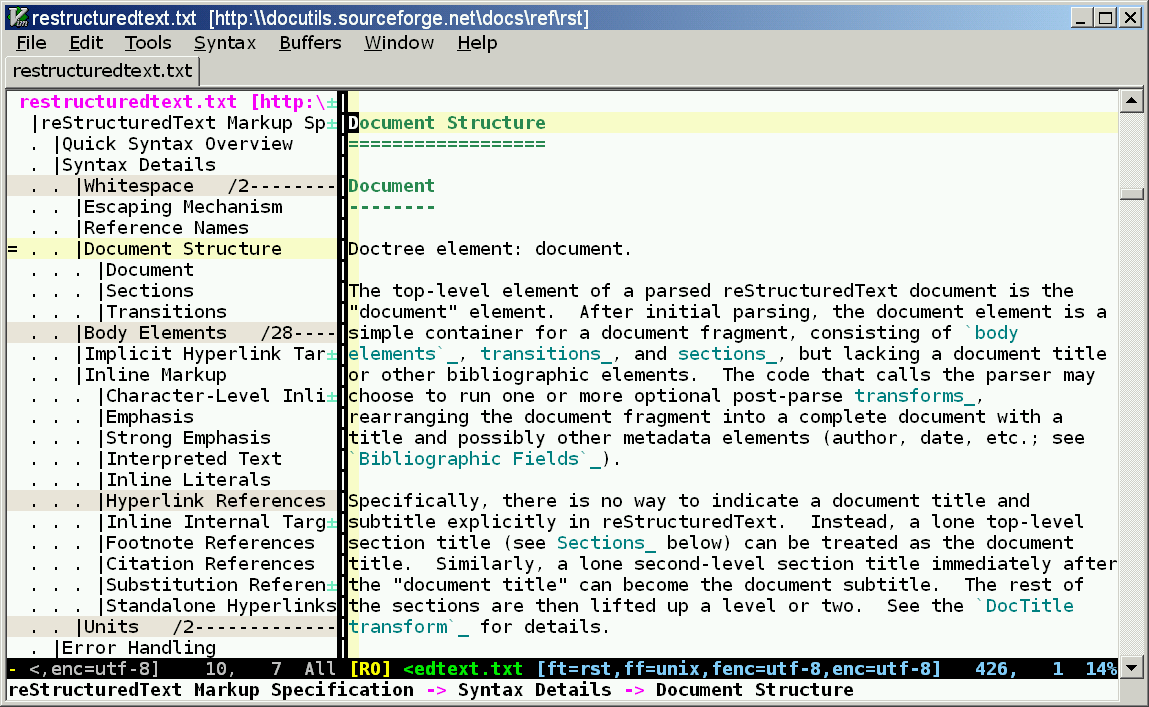 restructuredtext.txt [http:\\docutils.sourceforge.net\docs\ref\rst]
File Edit Tools Syntax Buffers Window Help
restructuredtext.txt
restructuredtext.txt [http:\±
|reStructuredText Markup Sp±
. |Quick Syntax Overview
. |Syntax Details
. . |Whitespace   /2--------
. . |Escaping Mechanism
. . |Reference Names
= . . |Document Structure
. . . |Document
. . . |Sections
. . . |Transitions
. . |Body Elements   /28----
. . |Implicit Hyperlink Tar±
. . |Inline Markup
. . . |Character-Level Inli±
. . . |Emphasis
. . . |Strong Emphasis
. . . |Interpreted Text
. . . |Inline Literals
. . . |Hyperlink References
. . . |Inline Internal Targ±
. . . |Footnote References
. . . |Citation References
. . . |Substitution Referen±
. . . |Standalone Hyperlinks
. . |Units   /2-------------
. |Error Handling
Document Structure
==================
Document
--------
Doctree element: document.
The top-level element of a parsed reStructuredText document is the
"document" element.  After initial parsing, the document element is a
simple container for a document fragment, consisting of `body
elements`_, transitions_, and sections_, but lacking a document title
or other bibliographic elements.  The code that calls the parser may
choose to run one or more optional post-parse transforms_,
rearranging the document fragment into a complete document with a
title and possibly other metadata elements (author, date, etc.; see
`Bibliographic Fields`_).
Specifically, there is no way to indicate a document title and
subtitle explicitly in reStructuredText.  Instead, a lone top-level
section title (see Sections_ below) can be treated as the document
title.  Similarly, a lone second-level section title immediately after
the "document title" can become the document subtitle.  The rest of
the sections are then lifted up a level or two.  See the `DocTitle
transform`_ for details.
- <,enc=utf-8]    10,   7  All [RO] <edtext.txt [ft=rst,ff=unix,fenc=utf-8,enc=utf-8]   426,   1  14%
reStructuredText Markup Specification -> Syntax Details -> Document Structure